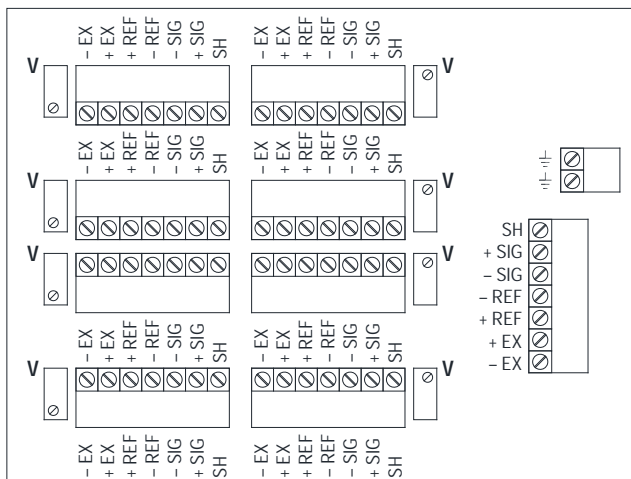 – EX + EX + REF – REF – SIG + SIG SH
– EX + EX + REF – REF – SIG + SIG SH
V
V
– EX + EX + REF – REF – SIG + SIG SH
– EX + EX + REF – REF – SIG + SIG SH
V
V
V
V
– EX + EX + REF – REF – SIG + SIG SH
– EX + EX + REF – REF – SIG + SIG SH
V
V
– EX + EX + REF – REF – SIG + SIG SH
– EX + EX + REF – REF – SIG + SIG SH
SH
+ SIG
– SIG
– REF
+ REF
+ EX
– EX